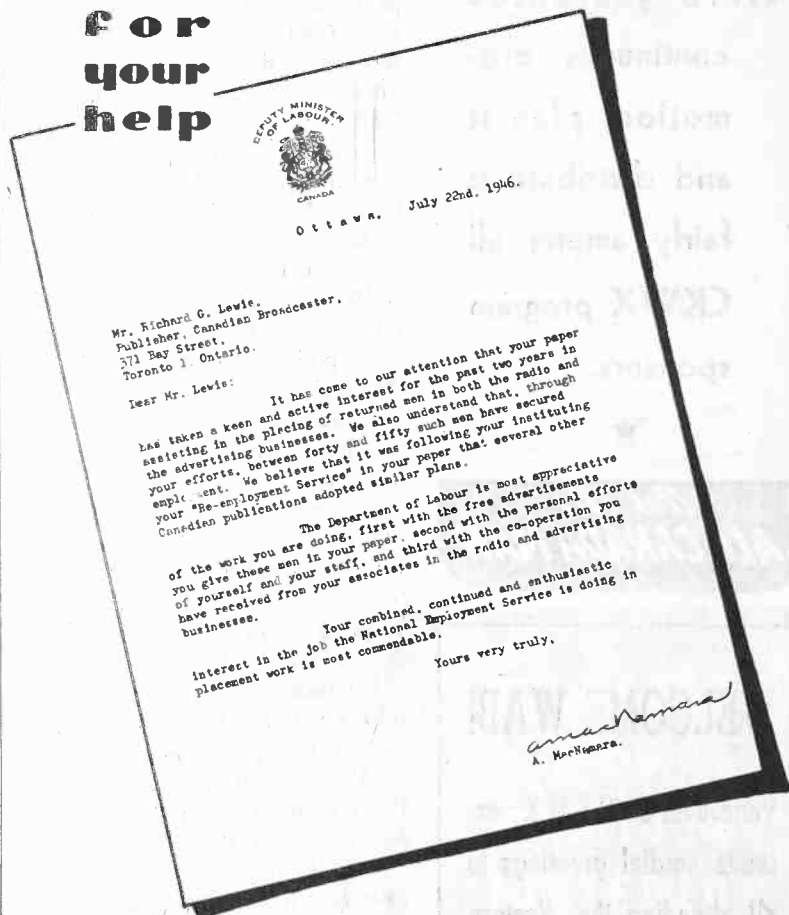 for
your
help
DEPUTY MINISTER
OF LABOUR
CANADA
Ottawa, July 22nd, 1946.
Mr. Richard G. Lewis,
Publisher, Canadian Broadcaster,
371 Bay Street,
Toronto 1, Ontario.
Dear Mr. Lewis:
It has come to our attention that your paper
has taken a keen and active interest for the past two years in
assisting in the placing of returned men in both the radio and
the advertising businesses. We also understand that, through
your efforts, between forty and fifty such men have secured
employment. We believe that it was following your instituting
your "Re-employment Service" in your paper that several other
Canadian publications adopted similar plans.
The Department of Labour is most appreciative
of the work you are doing, first with the free advertisements
you give these men in your paper, second with the personal efforts
of yourself and your staff, and third with the co-operation you
have received from your associates in the radio and advertising
businesses.
Your combined, continued and enthusiastic
interest in the job the National Employment Service is doing in
placement work is most commendable.
Yours very truly,
A MacNamara
A. MacNamara.